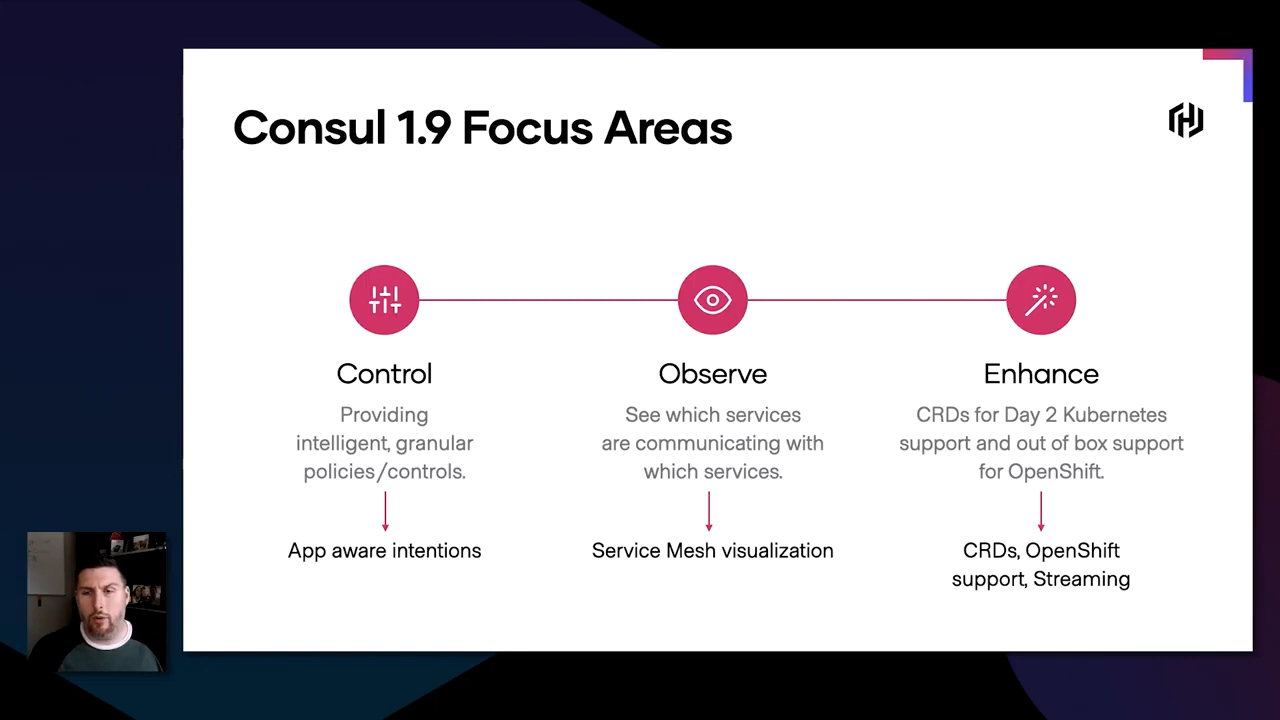 Consul 1.9 Focus Areas
Control
Providing
intelligent, granular
policies/controls.
App aware intentions
Observe
See which services
are communicating with
which services.
Service Mesh visualization
Enhance
CRDs for Day 2 Kubernetes
support and out of box support
for OpenShift.
CRDs, OpenShift
support, Streaming